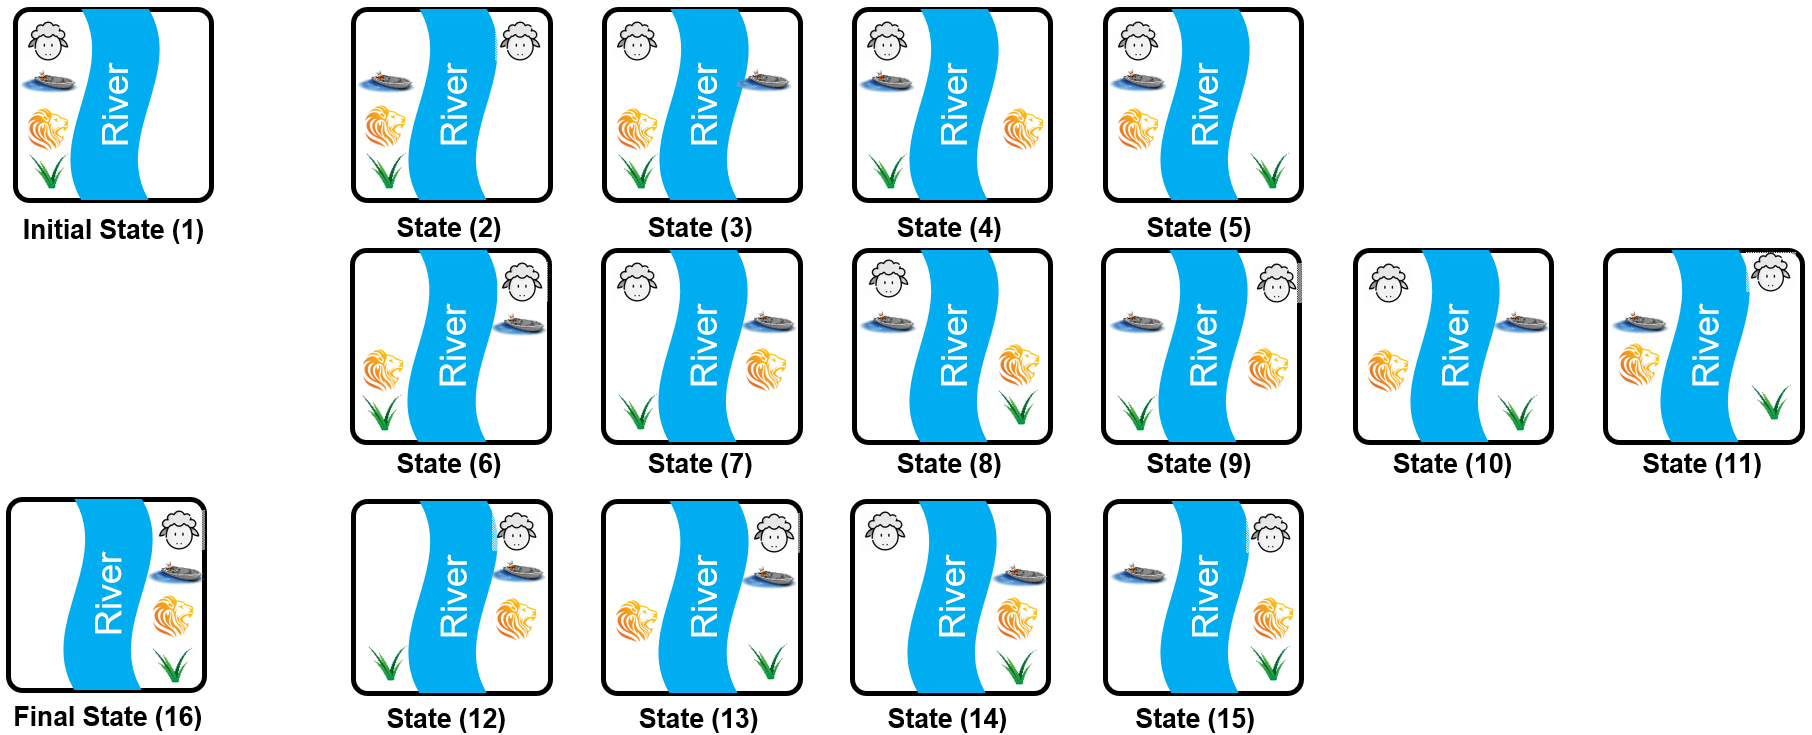 River
River
River
River
River
Initial State (1)
State (2)
State (3)
State (4)
State (5)
River
River
River
River
River
River
State (6)
State (7)
State (8)
State (9)
State (10)
State (11)
River
River
River
River
River
Final State (16)
State (12)
State (13)
State (14)
State (15)